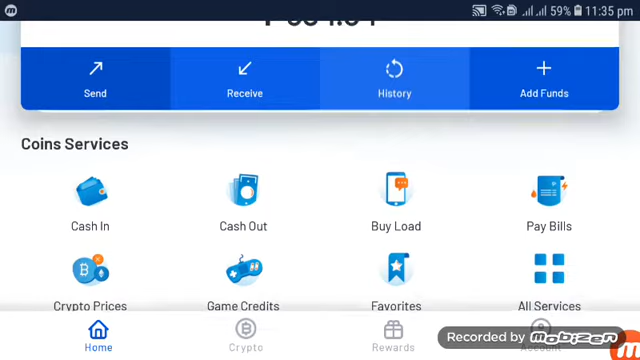 59% 11:35 pm
Send Receive History Add Funds
Coins Services
Cash In Cash Out Buy Load Pay Bills
Crypto Prices Game Credits Favorites All Services
Home Crypto Rewards Account
Recorded by MOBIZEN